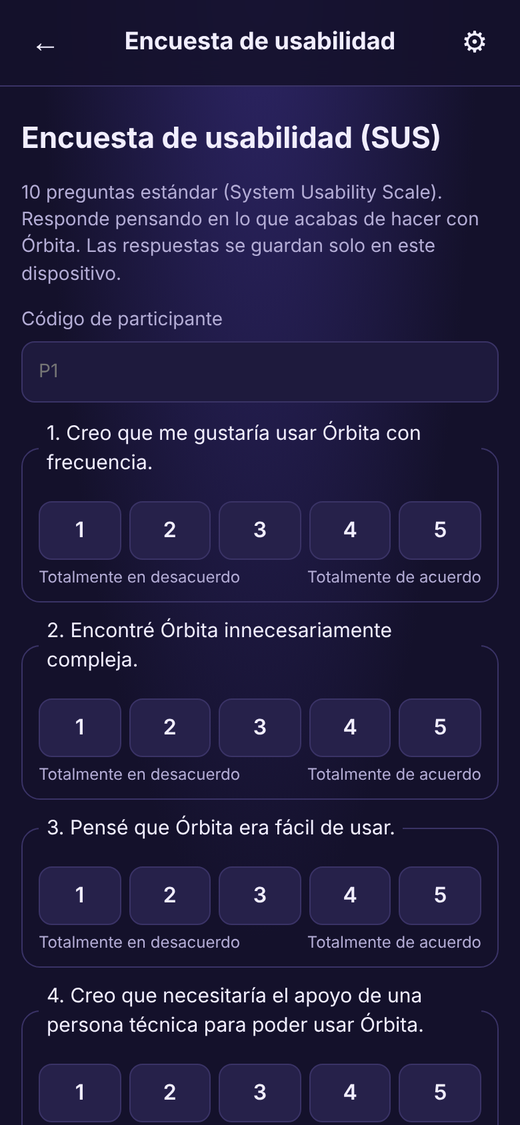 ← Encuesta de usabilidad ⚙
Encuesta de usabilidad (SUS)
10 preguntas estándar (System Usability Scale).
Responde pensando en lo que acabas de hacer con
Órbita. Las respuestas se guardan solo en este
dispositivo.
Código de participante
P1
1. Creo que me gustaría usar Órbita con
frecuencia.
1 2 3 4 5
Totalmente en desacuerdo Totalmente de acuerdo
2. Encontré Órbita innecesariamente
compleja.
1 2 3 4 5
Totalmente en desacuerdo Totalmente de acuerdo
3. Pensé que Órbita era fácil de usar.
1 2 3 4 5
Totalmente en desacuerdo Totalmente de acuerdo
4. Creo que necesitaría el apoyo de una
persona técnica para poder usar Órbita.
1 2 3 4 5